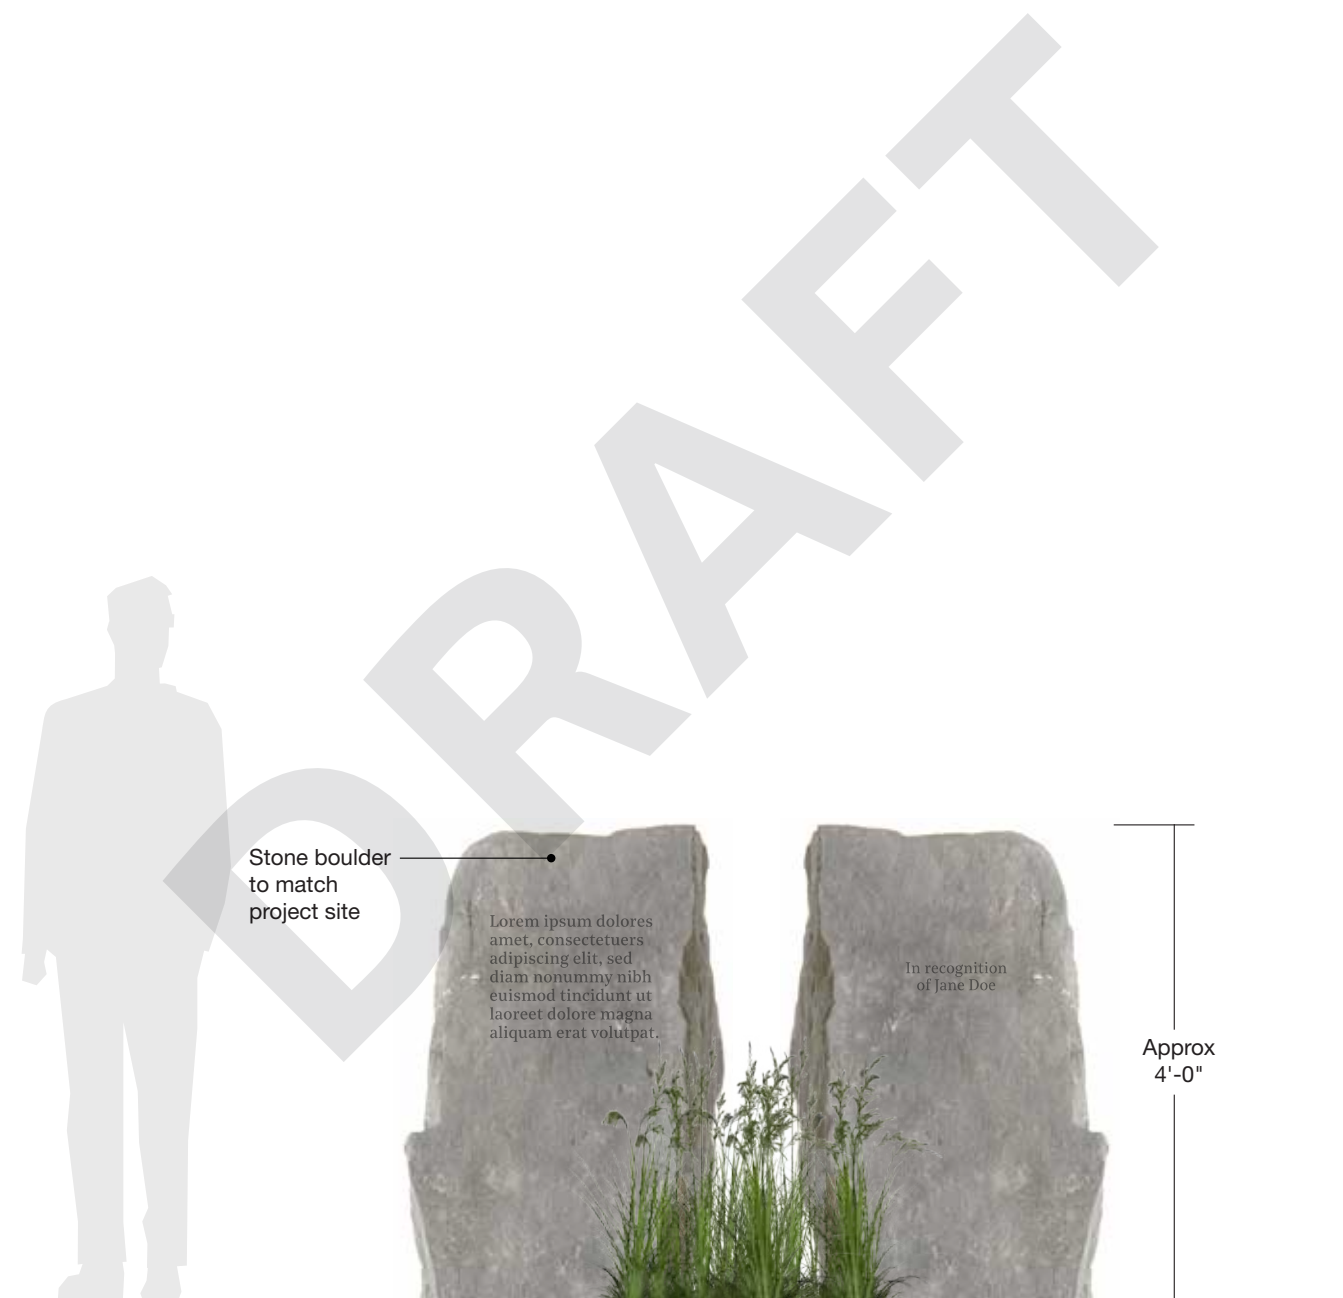 DRAFT
Stone boulder
to match
project site
Lorem ipsum dolores
amet, consectetuers
adipiscing elit, sed
diam nonummy nibh
euismod tincidunt ut
laoreet dolore magna
aliquam erat volutpat.
In recognition
of Jane Doe
Approx
4'-0"